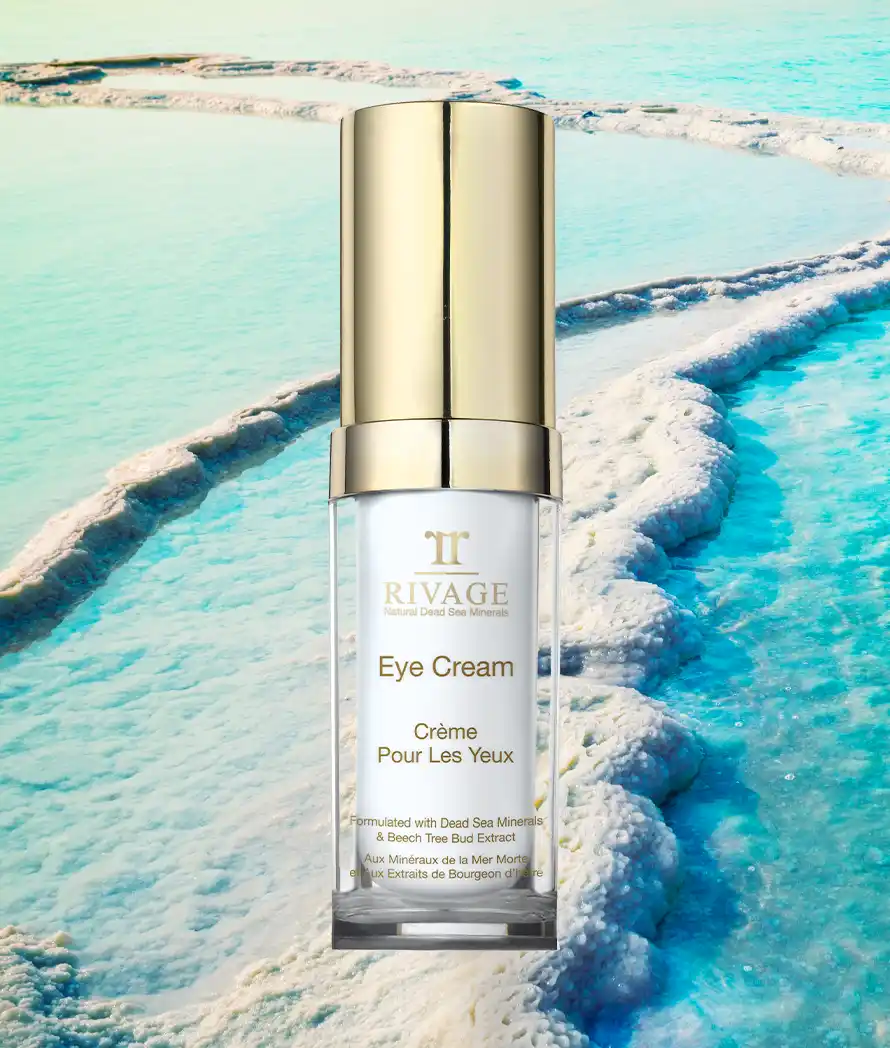 RIVAGE
Natural Dead Sea Minerals
Eye Cream
Crème
Pour Les Yeux
Formulated with Dead Sea Minerals
& Beech Tree Bud Extract
Aux Minéraux de la Mer Morte
et Aux Extraits de Bourgeon d'hêtre